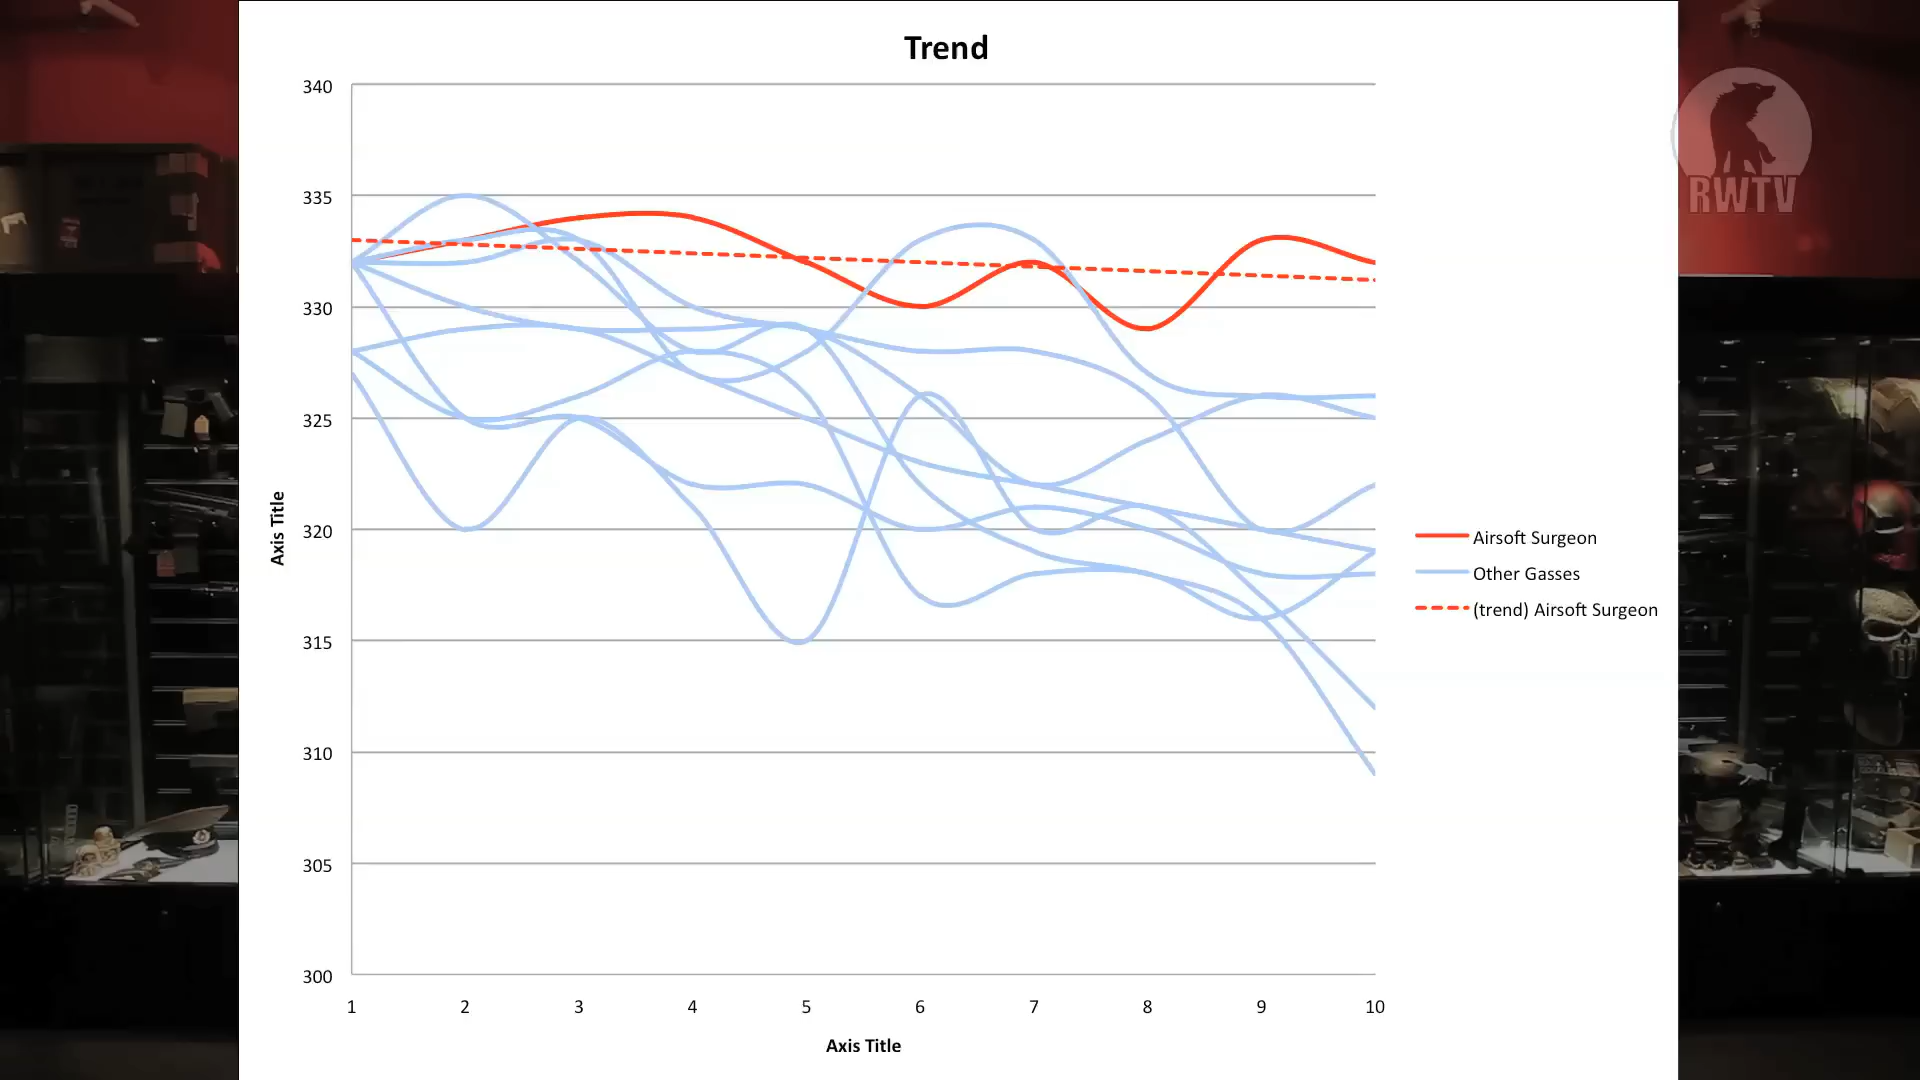 Trend
340
335
330
325
320
315
310
305
300
Axis Title
1 2 3 4 5 6 7 8 9 10
Axis Title
Airsoft Surgeon
Other Gasses
(trend) Airsoft Surgeon
RWTV